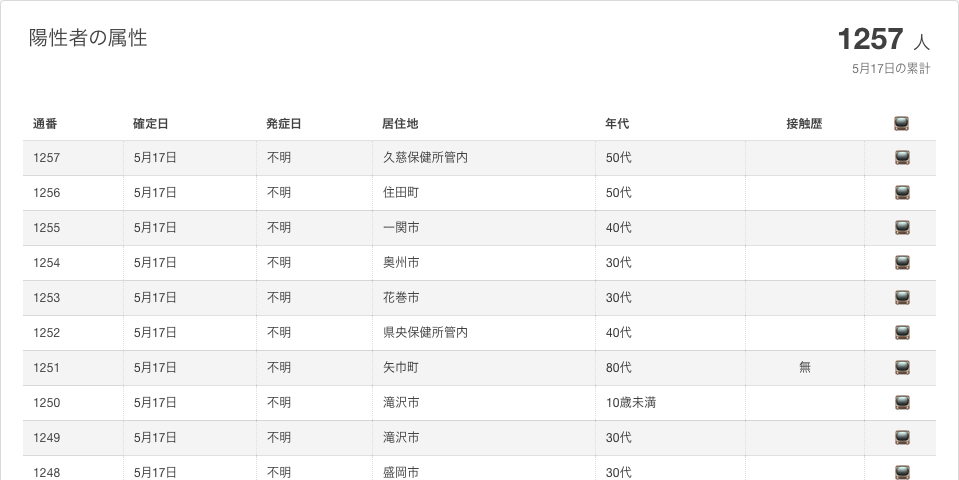 陽性者の属性
1257 人
5月17日の累計
通番 確定日 発症日 居住地 年代 接触歴
1257 5月17日 不明 久慈保健所管内 50代
1256 5月17日 不明 住田町 50代
1255 5月17日 不明 一関市 40代
1254 5月17日 不明 奥州市 30代
1253 5月17日 不明 花巻市 30代
1252 5月17日 不明 県央保健所管内 40代
1251 5月17日 不明 矢巾町 80代 無
1250 5月17日 不明 滝沢市 10歳未満
1249 5月17日 不明 滝沢市 30代
1248 5月17日 不明 盛岡市 30代